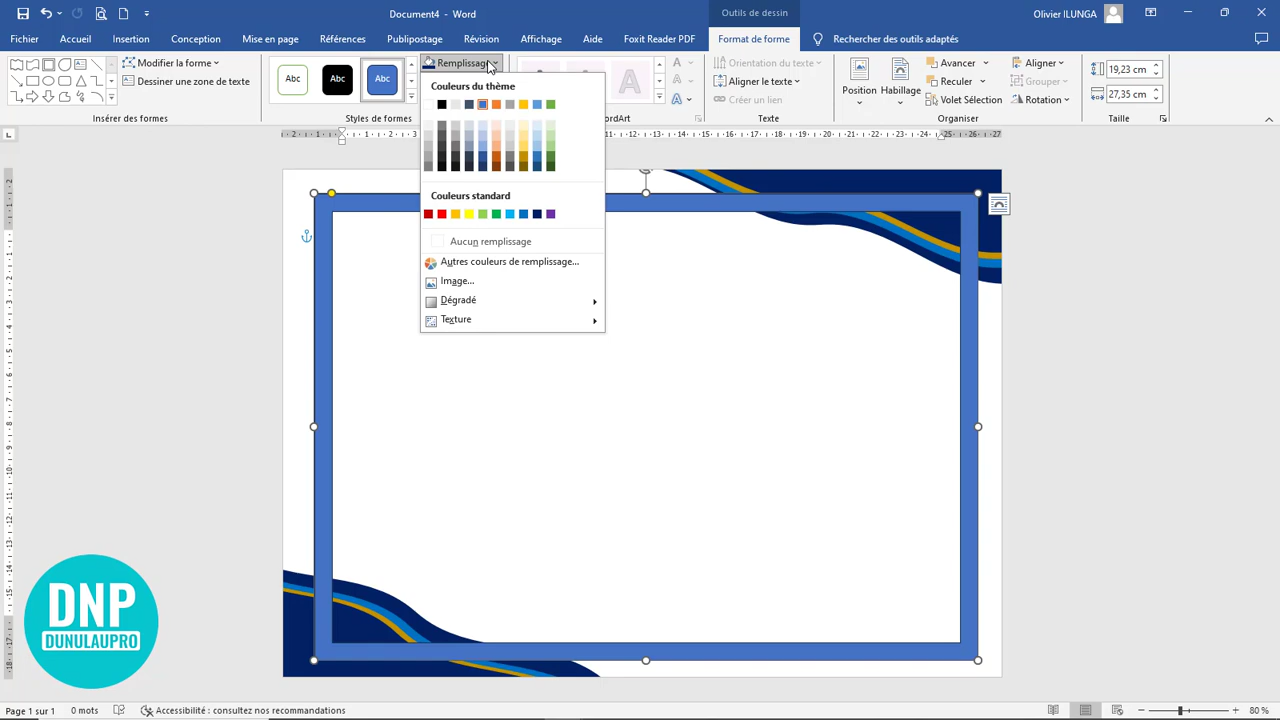 Document4 - Word
Outils de dessin
Olivier ILUNGA
Fichier Accueil Insertion Conception Mise en page Références Publipostage Révision Affichage Aide Foxit Reader PDF Format de forme Rechercher des outils adaptés
Modifier la forme
Dessiner une zone de texte
Insérer des formes
Abc Abc Abc
Styles de formes
Remplissage
Couleurs du thème
Couleurs standard
Aucun remplissage
Autres couleurs de remplissage...
Image...
Dégradé
Texture
A
ordArt
Orientation du texte
Aligner le texte
Créer un lien
Texte
Position
Habillage
Avancer
Reculer
Volet Sélection
Aligner
Grouper
Rotation
Organiser
19,23 cm
27,35 cm
Taille
DNP
DUNULAUPRO
Page 1 sur 1 0 mots Accessibilité : consultez nos recommandations 80 %